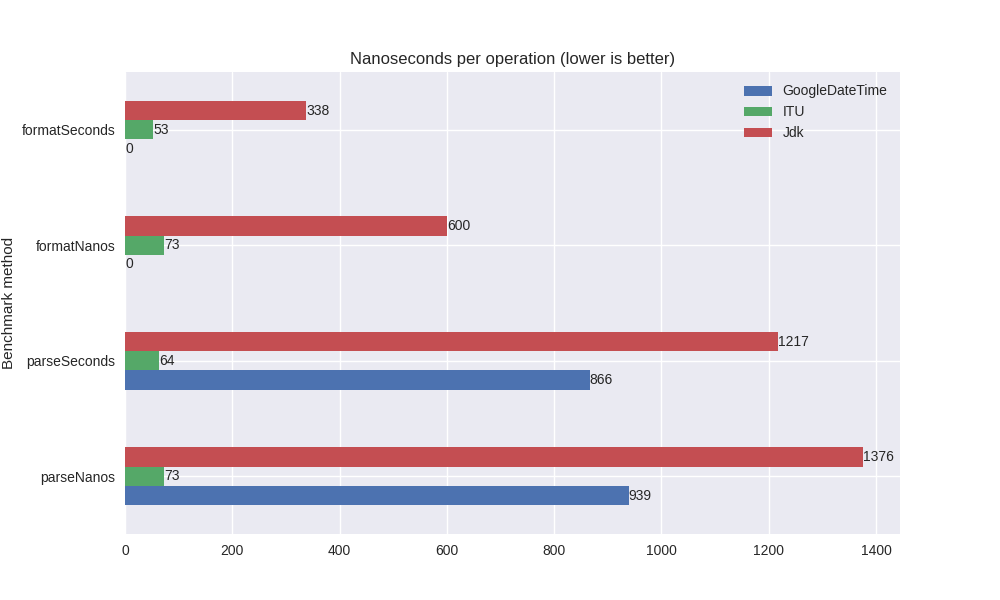 Nanoseconds per operation (lower is better)
GoogleDateTime
ITU
Jdk
Benchmark method
formatSeconds
338
53
0
formatNanos
600
73
0
parseSeconds
1217
64
866
parseNanos
1376
73
939
0 200 400 600 800 1000 1200 1400